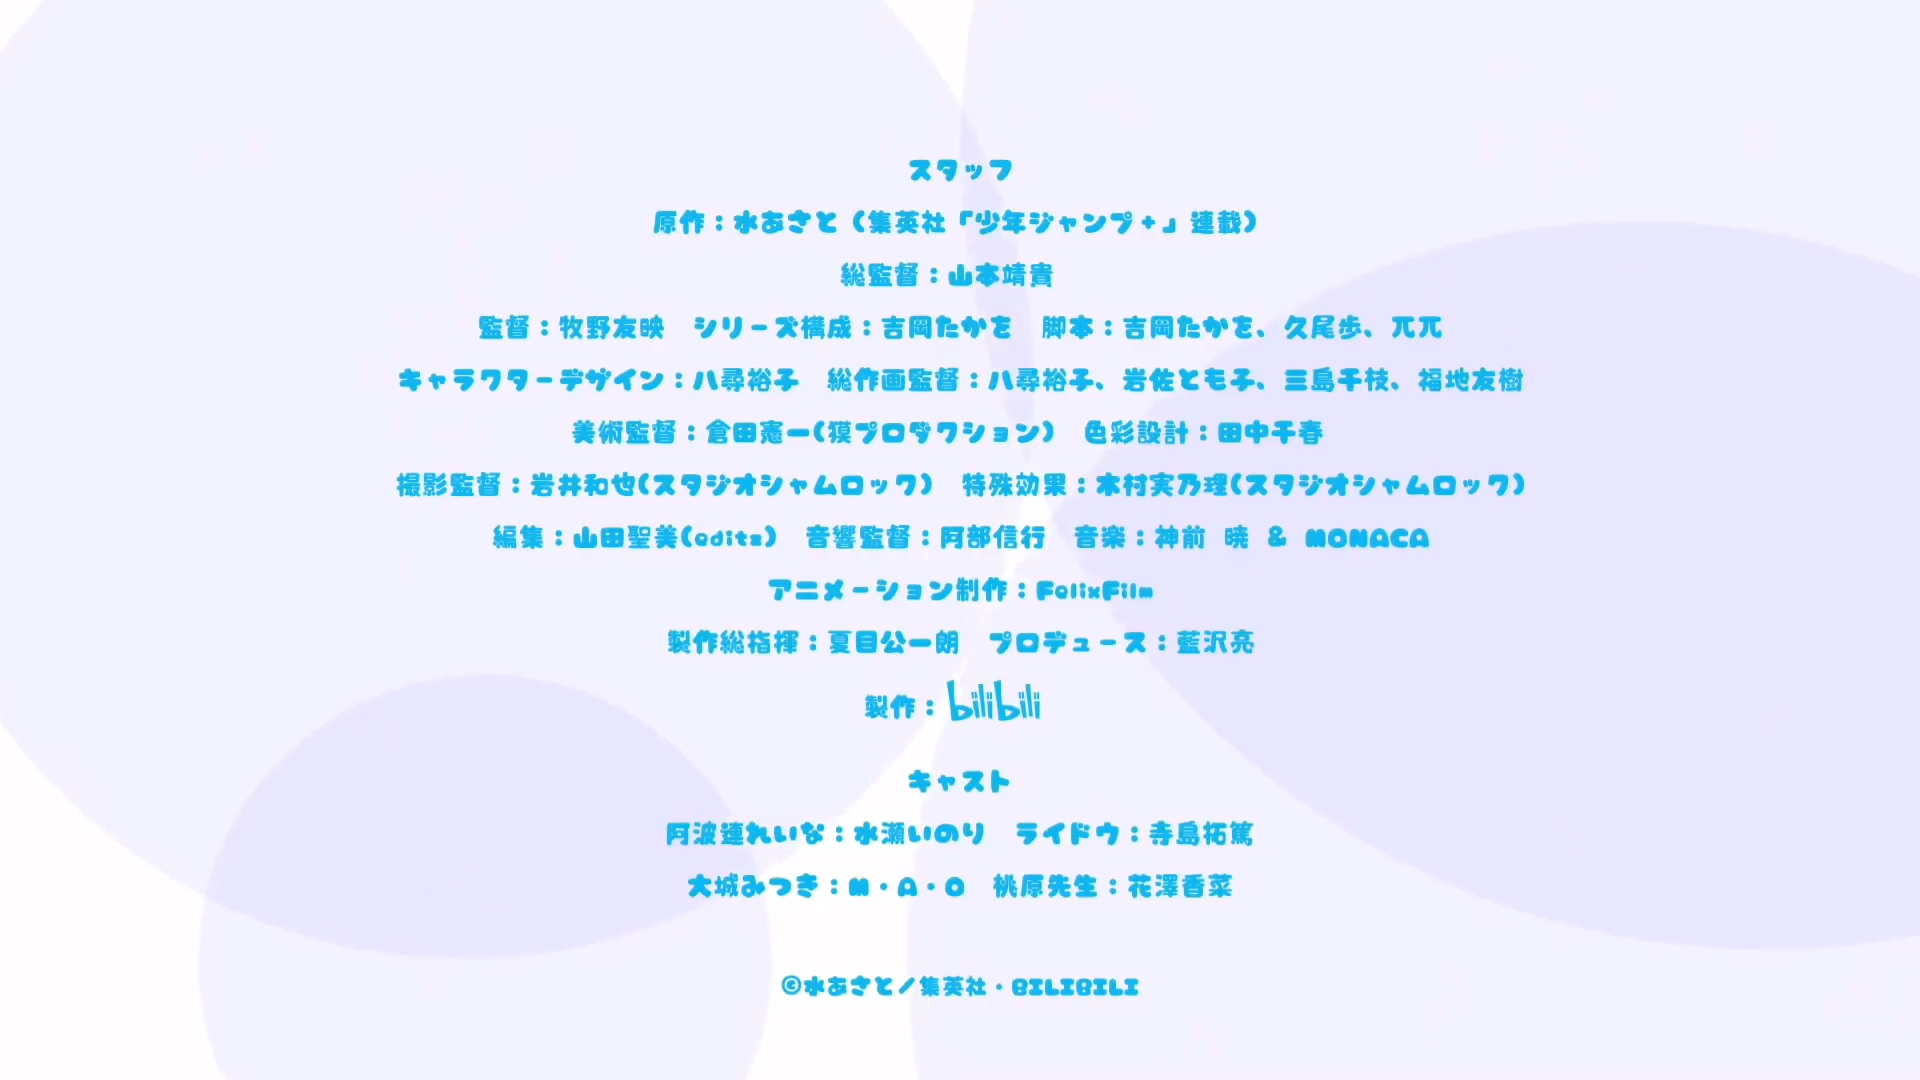 スタッフ
原作：水あさと（集英社「少年ジャンプ＋」連載）
総監督：山本靖貴
監督：牧野友映　シリーズ構成：吉岡たかを　脚本：吉岡たかを、久尾歩、兀兀
キャラクターデザイン：八尋裕子　総作画監督：八尋裕子、岩佐とも子、三島千枝、福地友樹
美術監督：倉田憲一(獏プロダクション)　色彩設計：田中千春
撮影監督：岩井和也(スタジオシャムロック)　特殊効果：木村実乃理(スタジオシャムロック)
編集：山田聖美(editz)　音響監督：阿部信行　音楽：神前 暁 ＆ MONACA
アニメーション制作：FelixFilm
製作総指揮：夏目公一朗　プロデュース：藍沢亮
製作：bilibili
キャスト
阿波連れいな：水瀬いのり　ライドウ：寺島拓篤
大城みつき：M・A・O　桃原先生：花澤香菜
©水あさと／集英社・BILIBILI